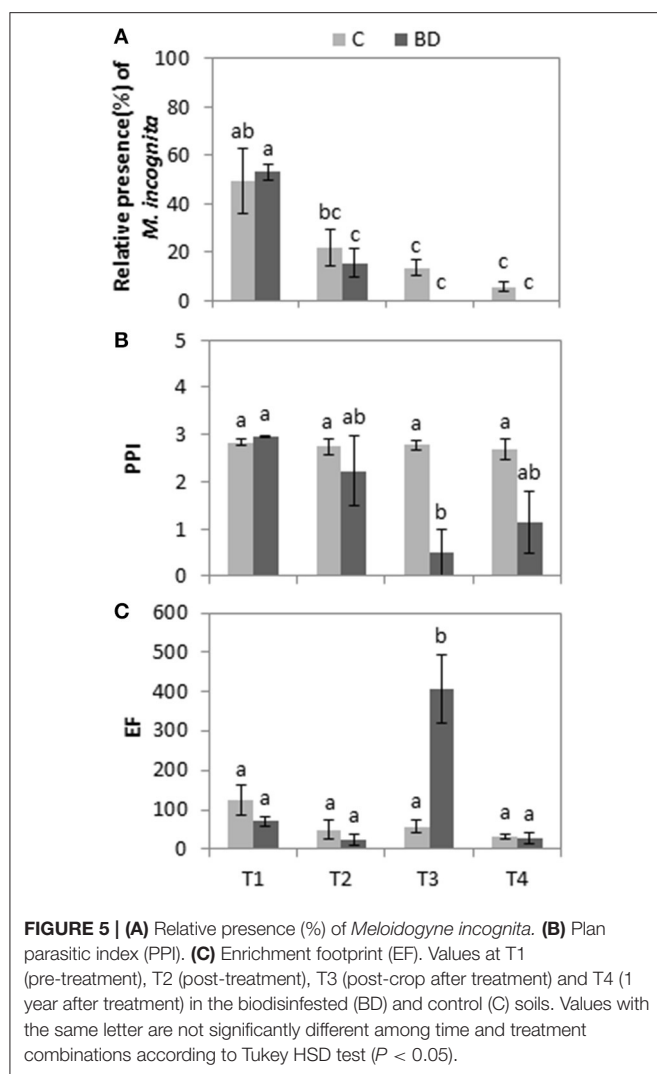 A
C BD
Relative presence(%) of
M. incognita
100
80
60
40
20
0
ab a
bc c
c c
c c
B
PPI
5
4
3
2
1
0
a a
a ab
a b
a ab
C
EF
600
500
400
300
200
100
0
a a
a a
a b
a a
T1 T2 T3 T4
FIGURE 5 | (A) Relative presence (%) of Meloidogyne incognita. (B) Plan
parasitic index (PPI). (C) Enrichment footprint (EF). Values at T1
(pre-treatment), T2 (post-treatment), T3 (post-crop after treatment) and T4 (1
year after treatment) in the biodisinfested (BD) and control (C) soils. Values with
the same letter are not significantly different among time and treatment
combinations according to Tukey HSD test (P < 0.05).